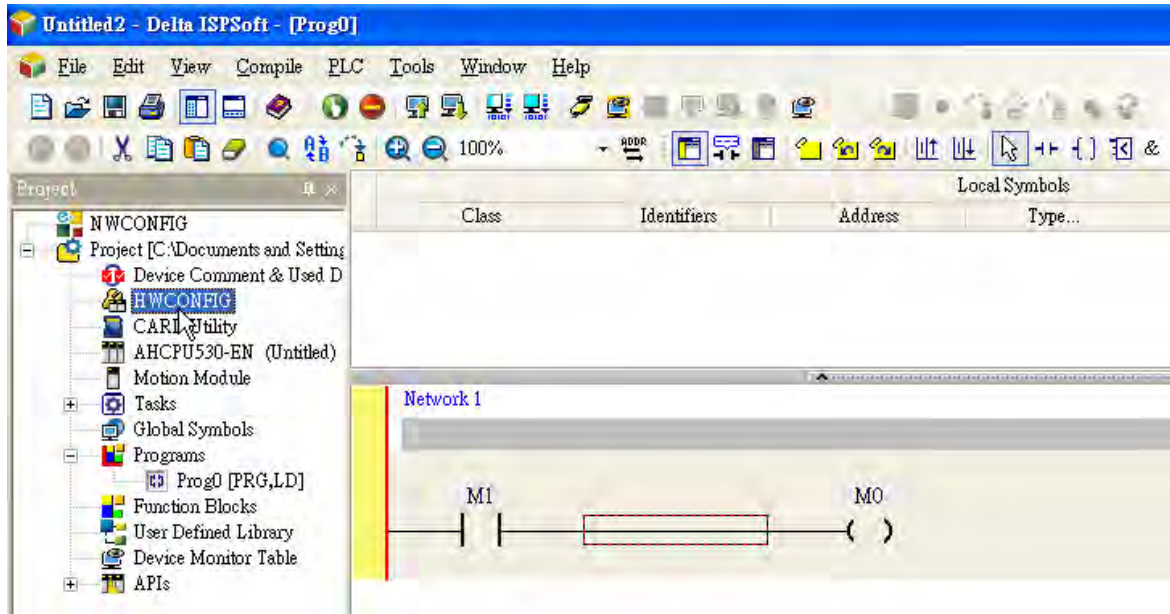 Untitled2 - Delta ISPSoft - [Prog0]
File Edit View Compile PLC Tools Window Help
100% ADDR &
Project
Local Symbols
Class Identifiers Address Type...
NWCONFIG
Project [C:\Documents and Setting
Device Comment & Used D
HWCONFIG
CARD Utility
AHCPU530-EN (Untitled)
Motion Module
Tasks
Global Symbols
Programs
Prog0 [PRG,LD]
Function Blocks
User Defined Library
Device Monitor Table
APIs
Network 1
M1 M0